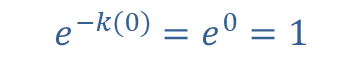 e^{-k(0)} = e^0 = 1